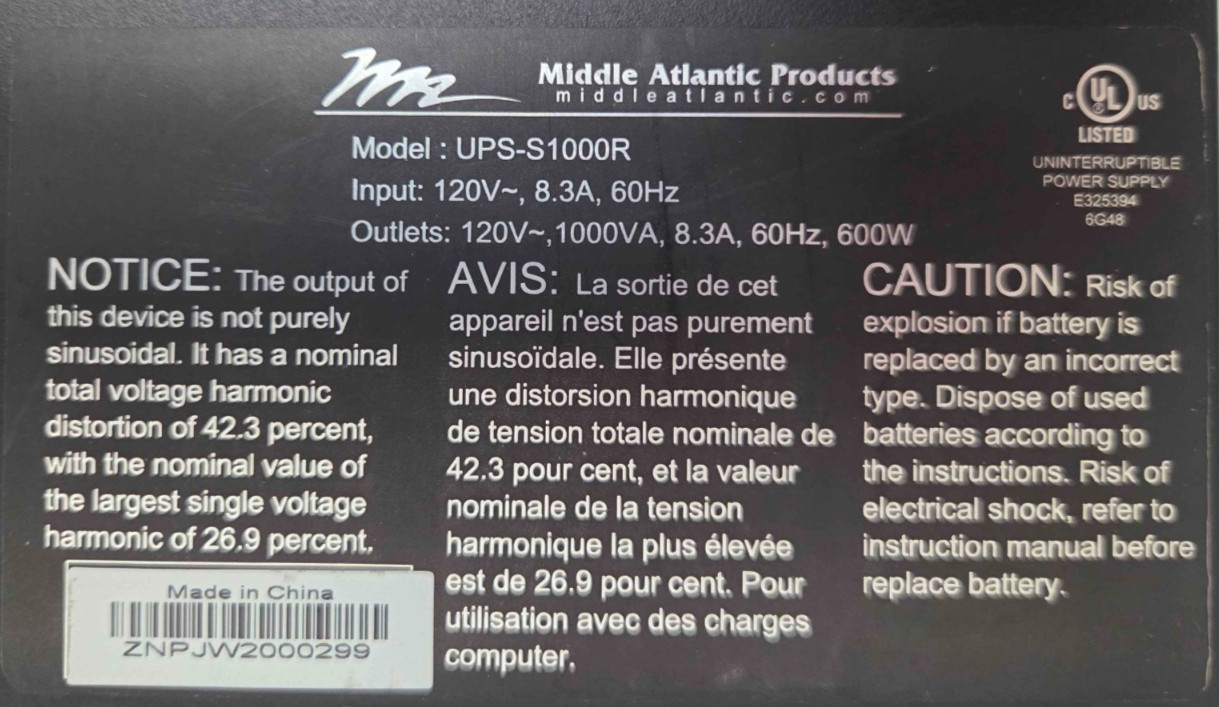 Middle Atlantic Products
middleatlantic.com
C UL US
LISTED
UNINTERRUPTIBLE
POWER SUPPLY
E325394
6G48
Model : UPS-S1000R
Input: 120V~, 8.3A, 60Hz
Outlets: 120V~,1000VA, 8.3A, 60Hz, 600W
NOTICE: The output of
this device is not purely
sinusoidal. It has a nominal
total voltage harmonic
distortion of 42.3 percent,
with the nominal value of
the largest single voltage
harmonic of 26.9 percent.
AVIS: La sortie de cet
appareil n'est pas purement
sinusoïdale. Elle présente
une distorsion harmonique
de tension totale nominale de
42.3 pour cent, et la valeur
nominale de la tension
harmonique la plus élevée
est de 26.9 pour cent. Pour
utilisation avec des charges
computer.
CAUTION: Risk of
explosion if battery is
replaced by an incorrect
type. Dispose of used
batteries according to
the instructions. Risk of
electrical shock, refer to
instruction manual before
replace battery.
Made in China
ZNPJW2000299